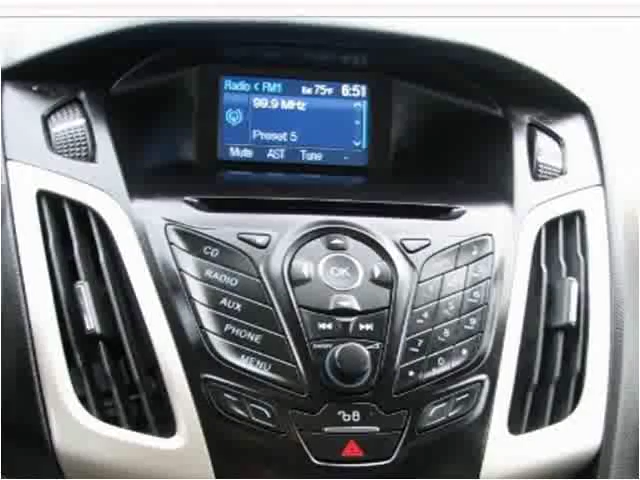 Radio < FM1 Ext 75°F 6:51
99.9 MHz
Preset 5
Mute AST Tune -
CD
RADIO
AUX
PHONE
MENU
OK